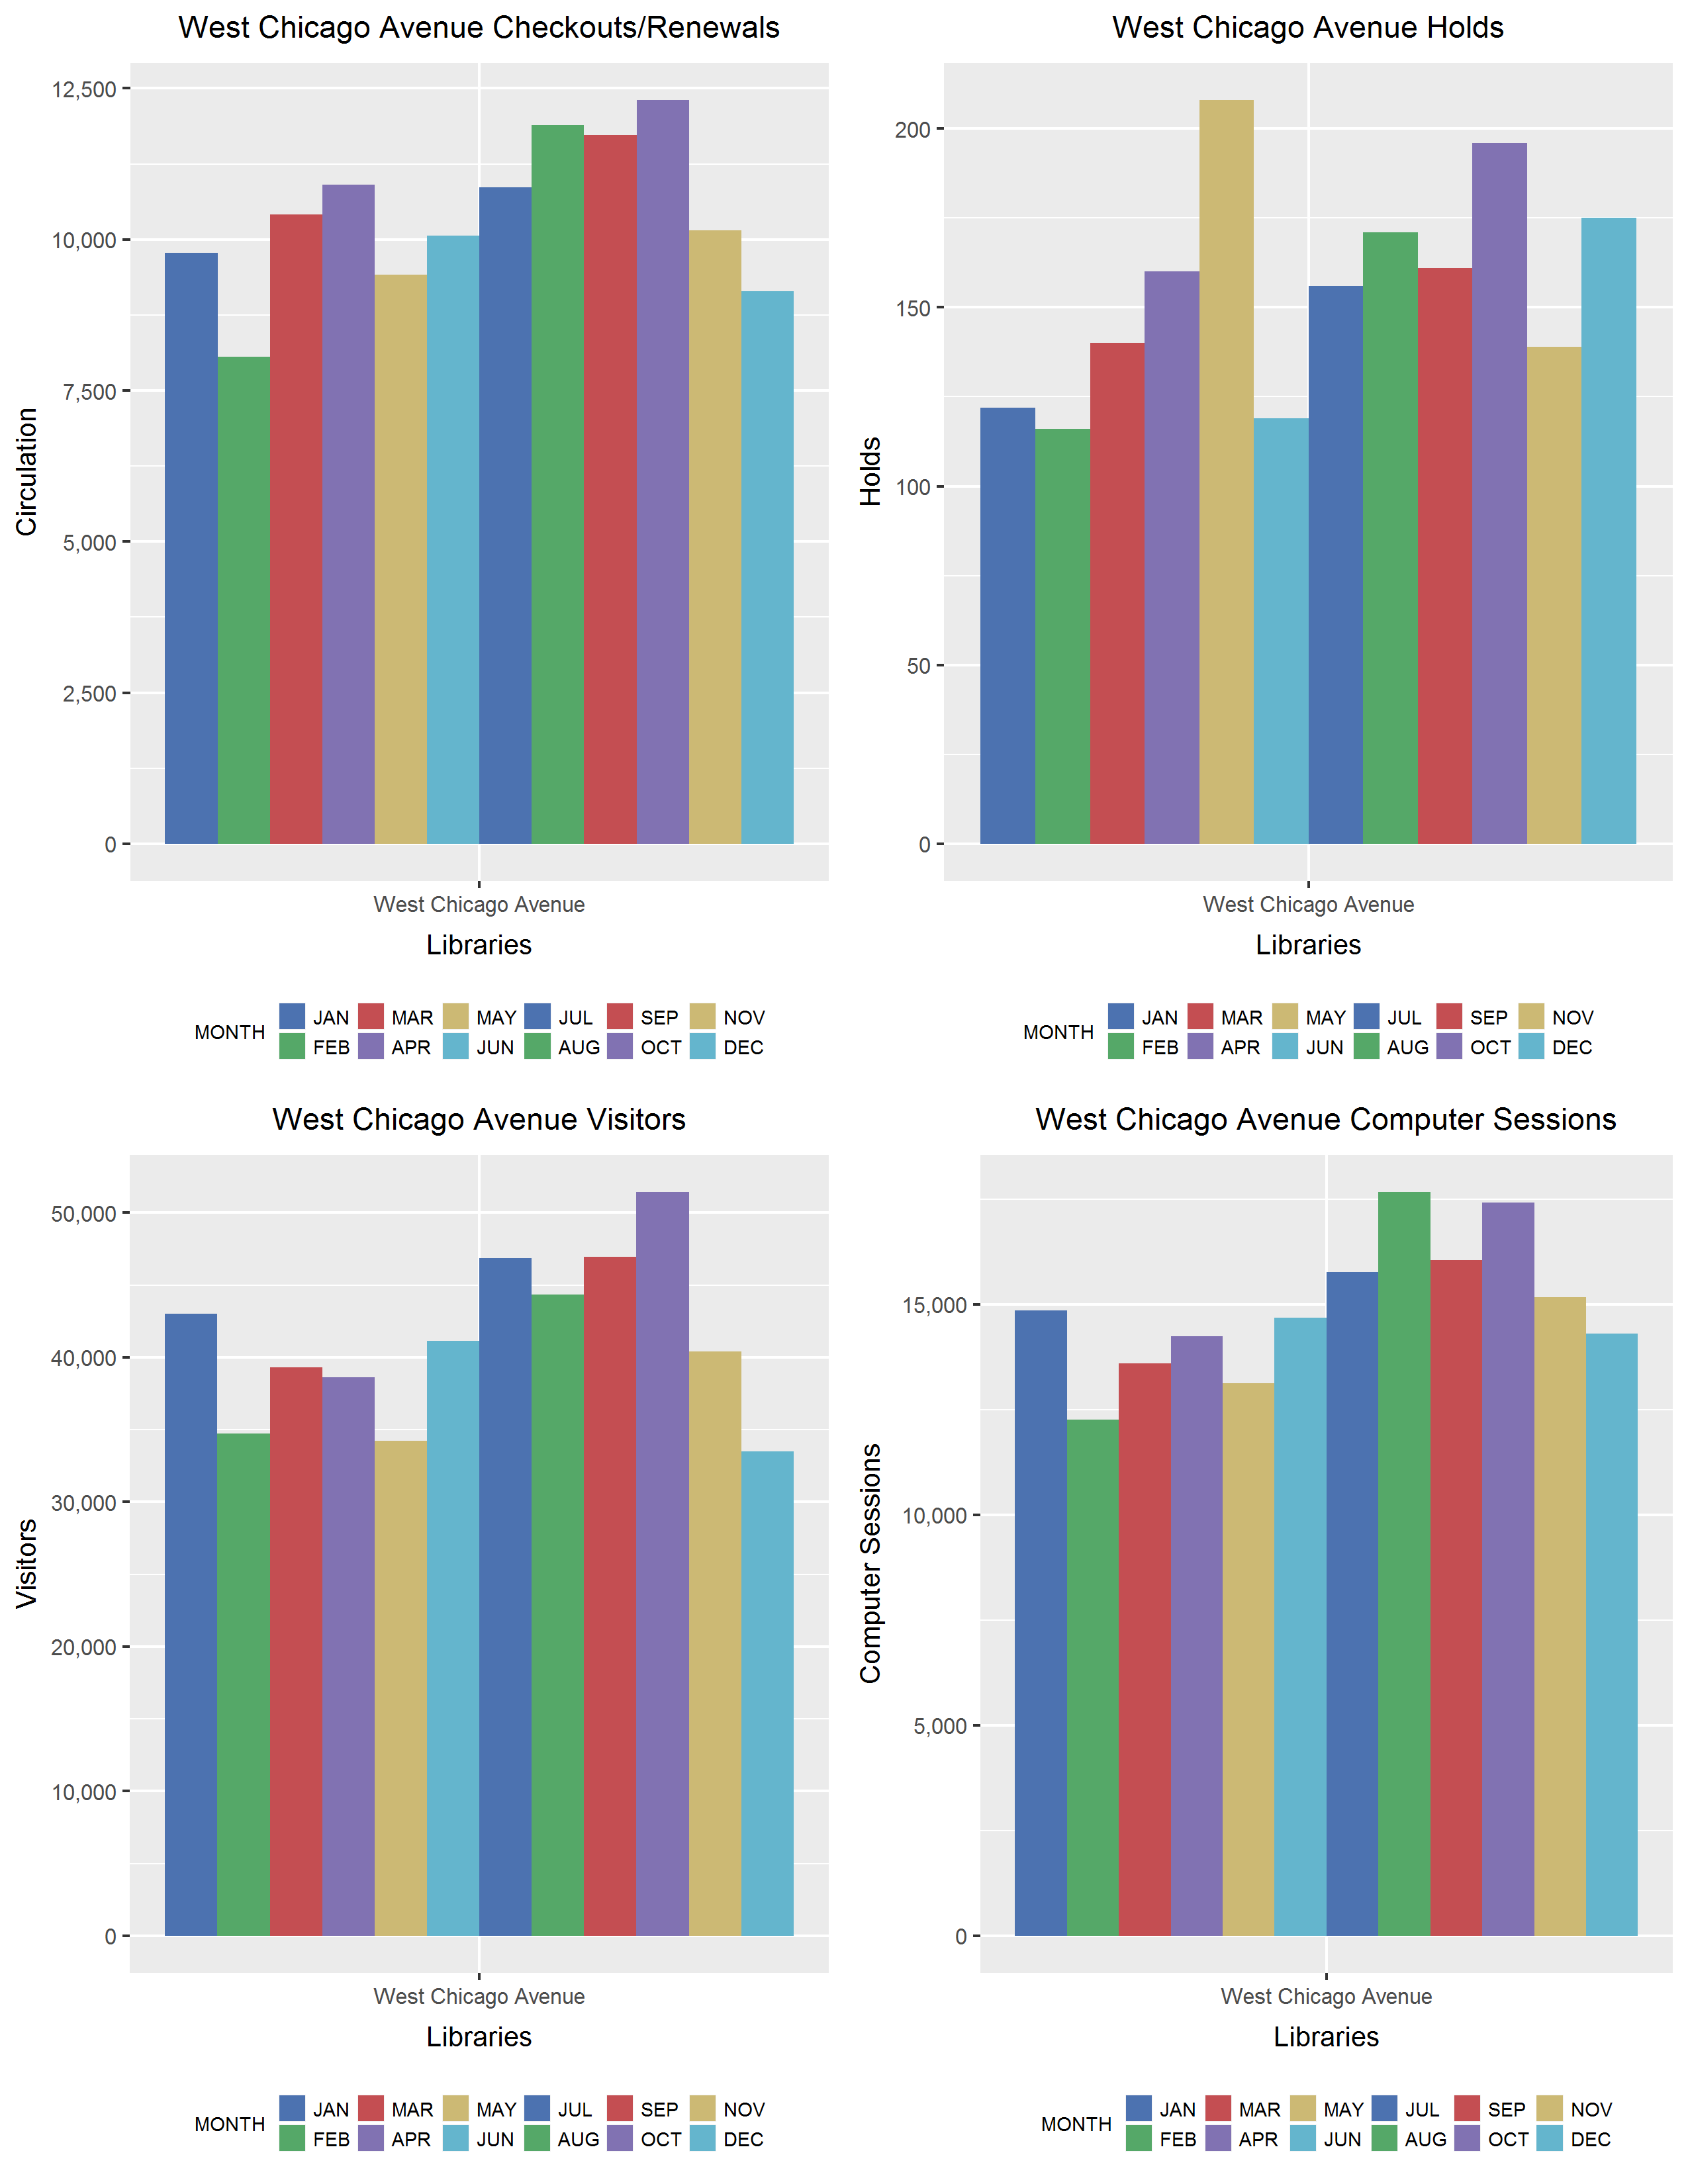 West Chicago Avenue Checkouts/Renewals
Circulation
12,500
10,000
7,500
5,000
2,500
0
West Chicago Avenue
Libraries
MONTH
JAN MAR MAY JUL SEP NOV
FEB APR JUN AUG OCT DEC
West Chicago Avenue Holds
Holds
200
150
100
50
0
West Chicago Avenue
Libraries
MONTH
JAN MAR MAY JUL SEP NOV
FEB APR JUN AUG OCT DEC
West Chicago Avenue Visitors
Visitors
50,000
40,000
30,000
20,000
10,000
0
West Chicago Avenue
Libraries
MONTH
JAN MAR MAY JUL SEP NOV
FEB APR JUN AUG OCT DEC
West Chicago Avenue Computer Sessions
Computer Sessions
15,000
10,000
5,000
0
West Chicago Avenue
Libraries
MONTH
JAN MAR MAY JUL SEP NOV
FEB APR JUN AUG OCT DEC